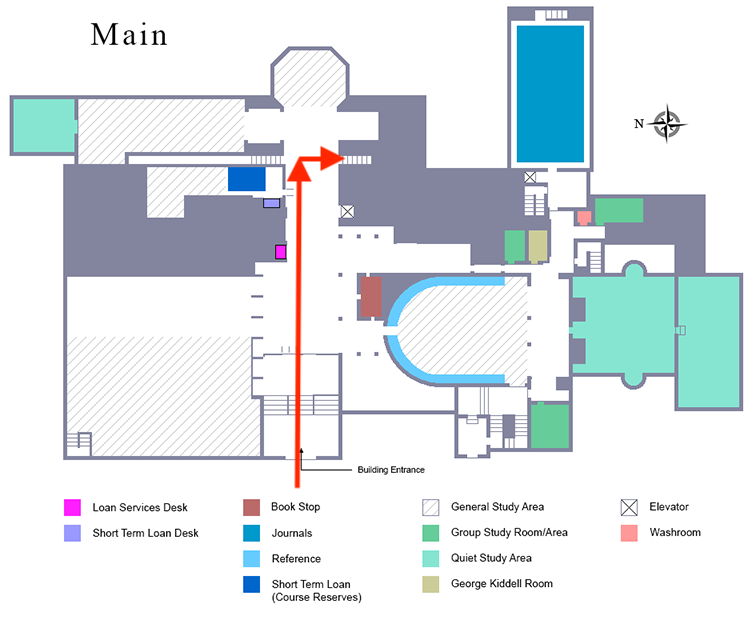 Main
N
Building Entrance
Loan Services Desk
Short Term Loan Desk
Book Stop
Journals
Reference
Short Term Loan
(Course Reserves)
General Study Area
Group Study Room/Area
Quiet Study Area
George Kiddell Room
Elevator
Washroom